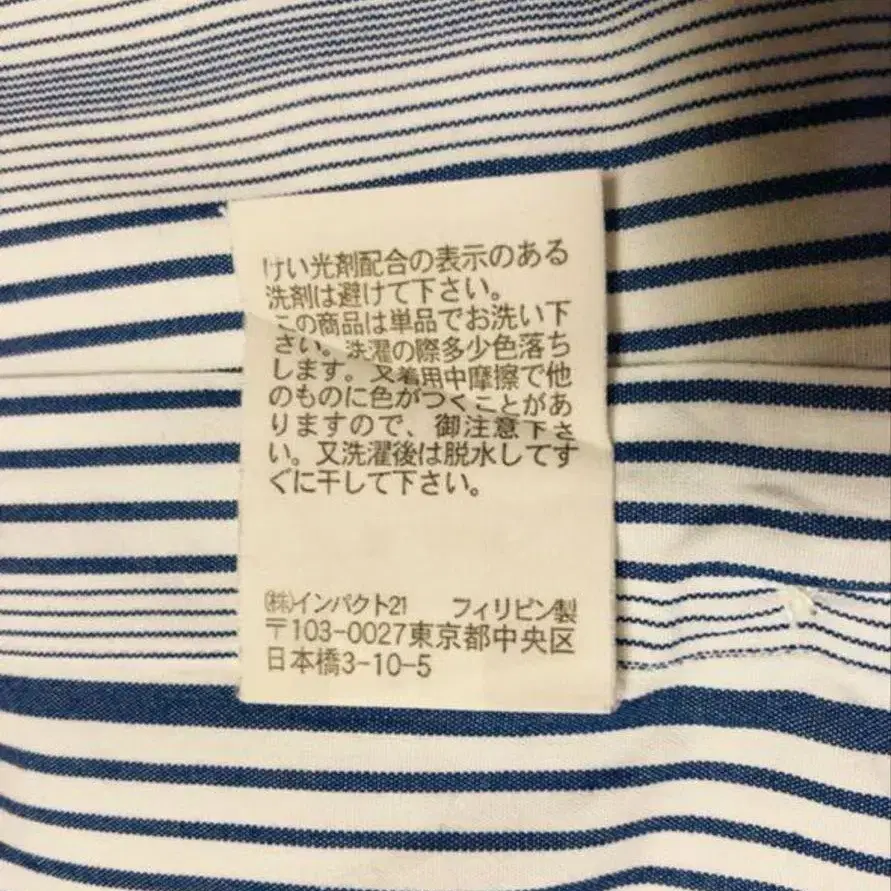 けい光剤配合の表示のある
洗剤は避けて下さい。
この商品は単品でお洗い下
さい。洗濯の際多少色落ち
します。又着用中摩擦で他
のものに色がつくことがあ
りますので、御注意下さ
い。又洗濯後は脱水してす
ぐに干して下さい。
㈱インパクト21 フィリピン製
〒103-0027東京都中央区
日本橋3-10-5